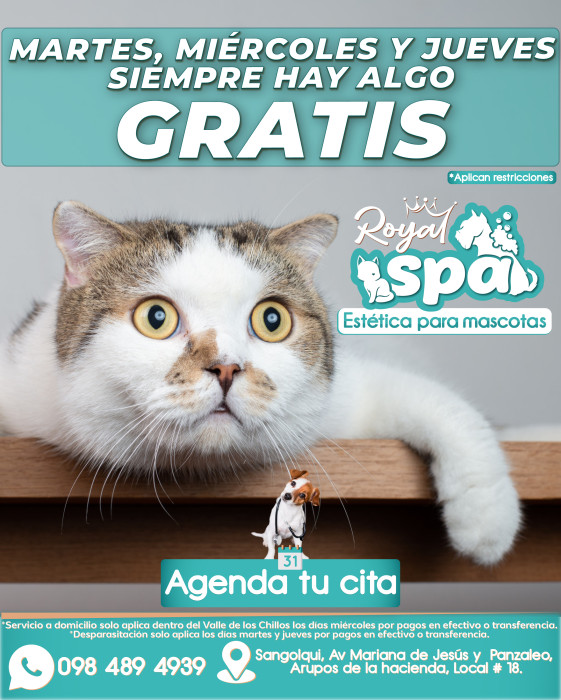 MARTES, MIÉRCOLES Y JUEVES
SIEMPRE HAY ALGO
GRATIS
*Aplican restricciones
Royal
spa
Estética para mascotas
31
Agenda tu cita
*Servicio a domicilio solo aplica dentro del Valle de los Chillos los días miércoles por pagos en efectivo o transferencia.
*Desparasitación solo aplica los días martes y jueves por pagos en efectivo o transferencia.
098 489 4939
Sangolqui, Av Mariana de Jesús y Panzaleo,
Arupos de la hacienda, Local # 18.